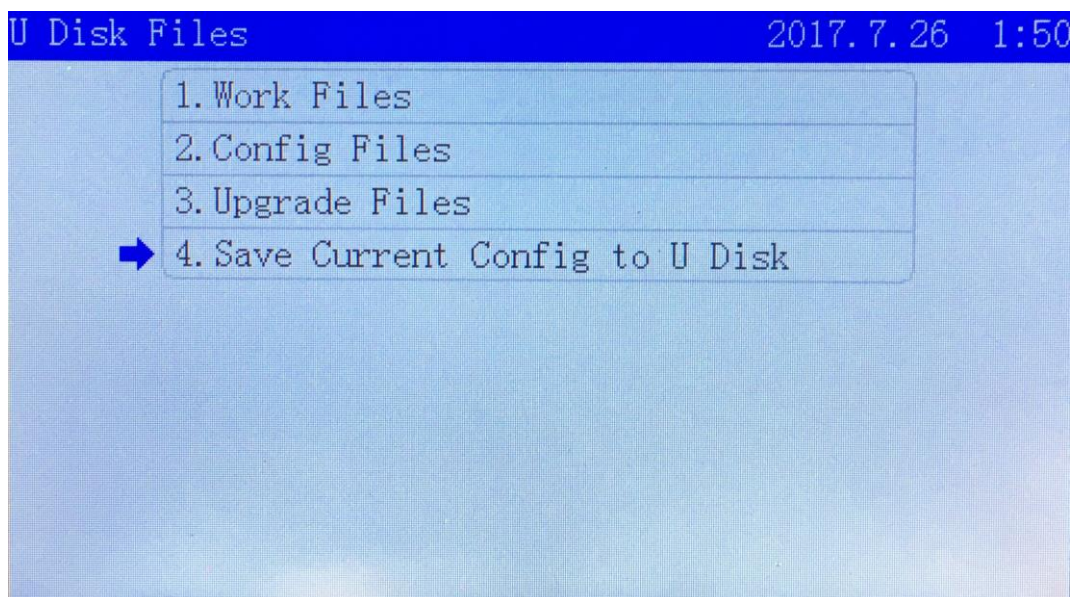 U Disk Files 2017.7.26 1:50
1.Work Files
2.Config Files
3.Upgrade Files
4.Save Current Config to U Disk